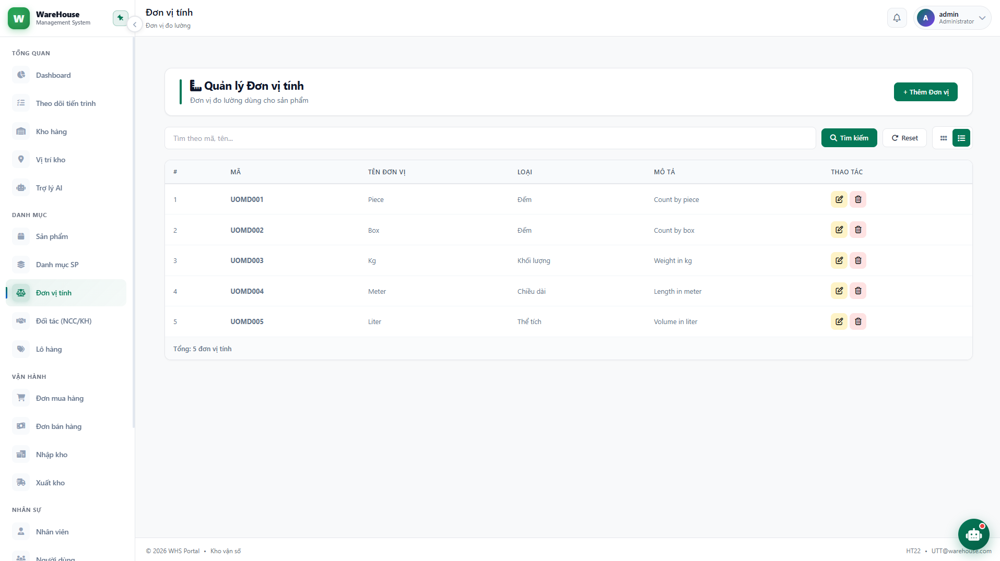 W
WareHouse
Management System
Đơn vị tính
Đơn vị đo lường
A
admin
Administrator
TỔNG QUAN
Dashboard
Theo dõi tiến trình
Kho hàng
Vị trí kho
Trợ lý AI
DANH MỤC
Sản phẩm
Danh mục SP
Đơn vị tính
Đối tác (NCC/KH)
Lô hàng
VẬN HÀNH
Đơn mua hàng
Đơn bán hàng
Nhập kho
Xuất kho
NHÂN SỰ
Nhân viên
Người dùng
Quản lý Đơn vị tính
Đơn vị đo lường dùng cho sản phẩm
+ Thêm Đơn vị
Tìm theo mã, tên...
Tìm kiếm
Reset
# MÃ TÊN ĐƠN VỊ LOẠI MÔ TẢ THAO TÁC
1 UOMD001 Piece Đếm Count by piece
2 UOMD002 Box Đếm Count by box
3 UOMD003 Kg Khối lượng Weight in kg
4 UOMD004 Meter Chiều dài Length in meter
5 UOMD005 Liter Thể tích Volume in liter
Tổng: 5 đơn vị tính
© 2026 WHS Portal • Kho vận số
HT22 • UTT@warehouse.com